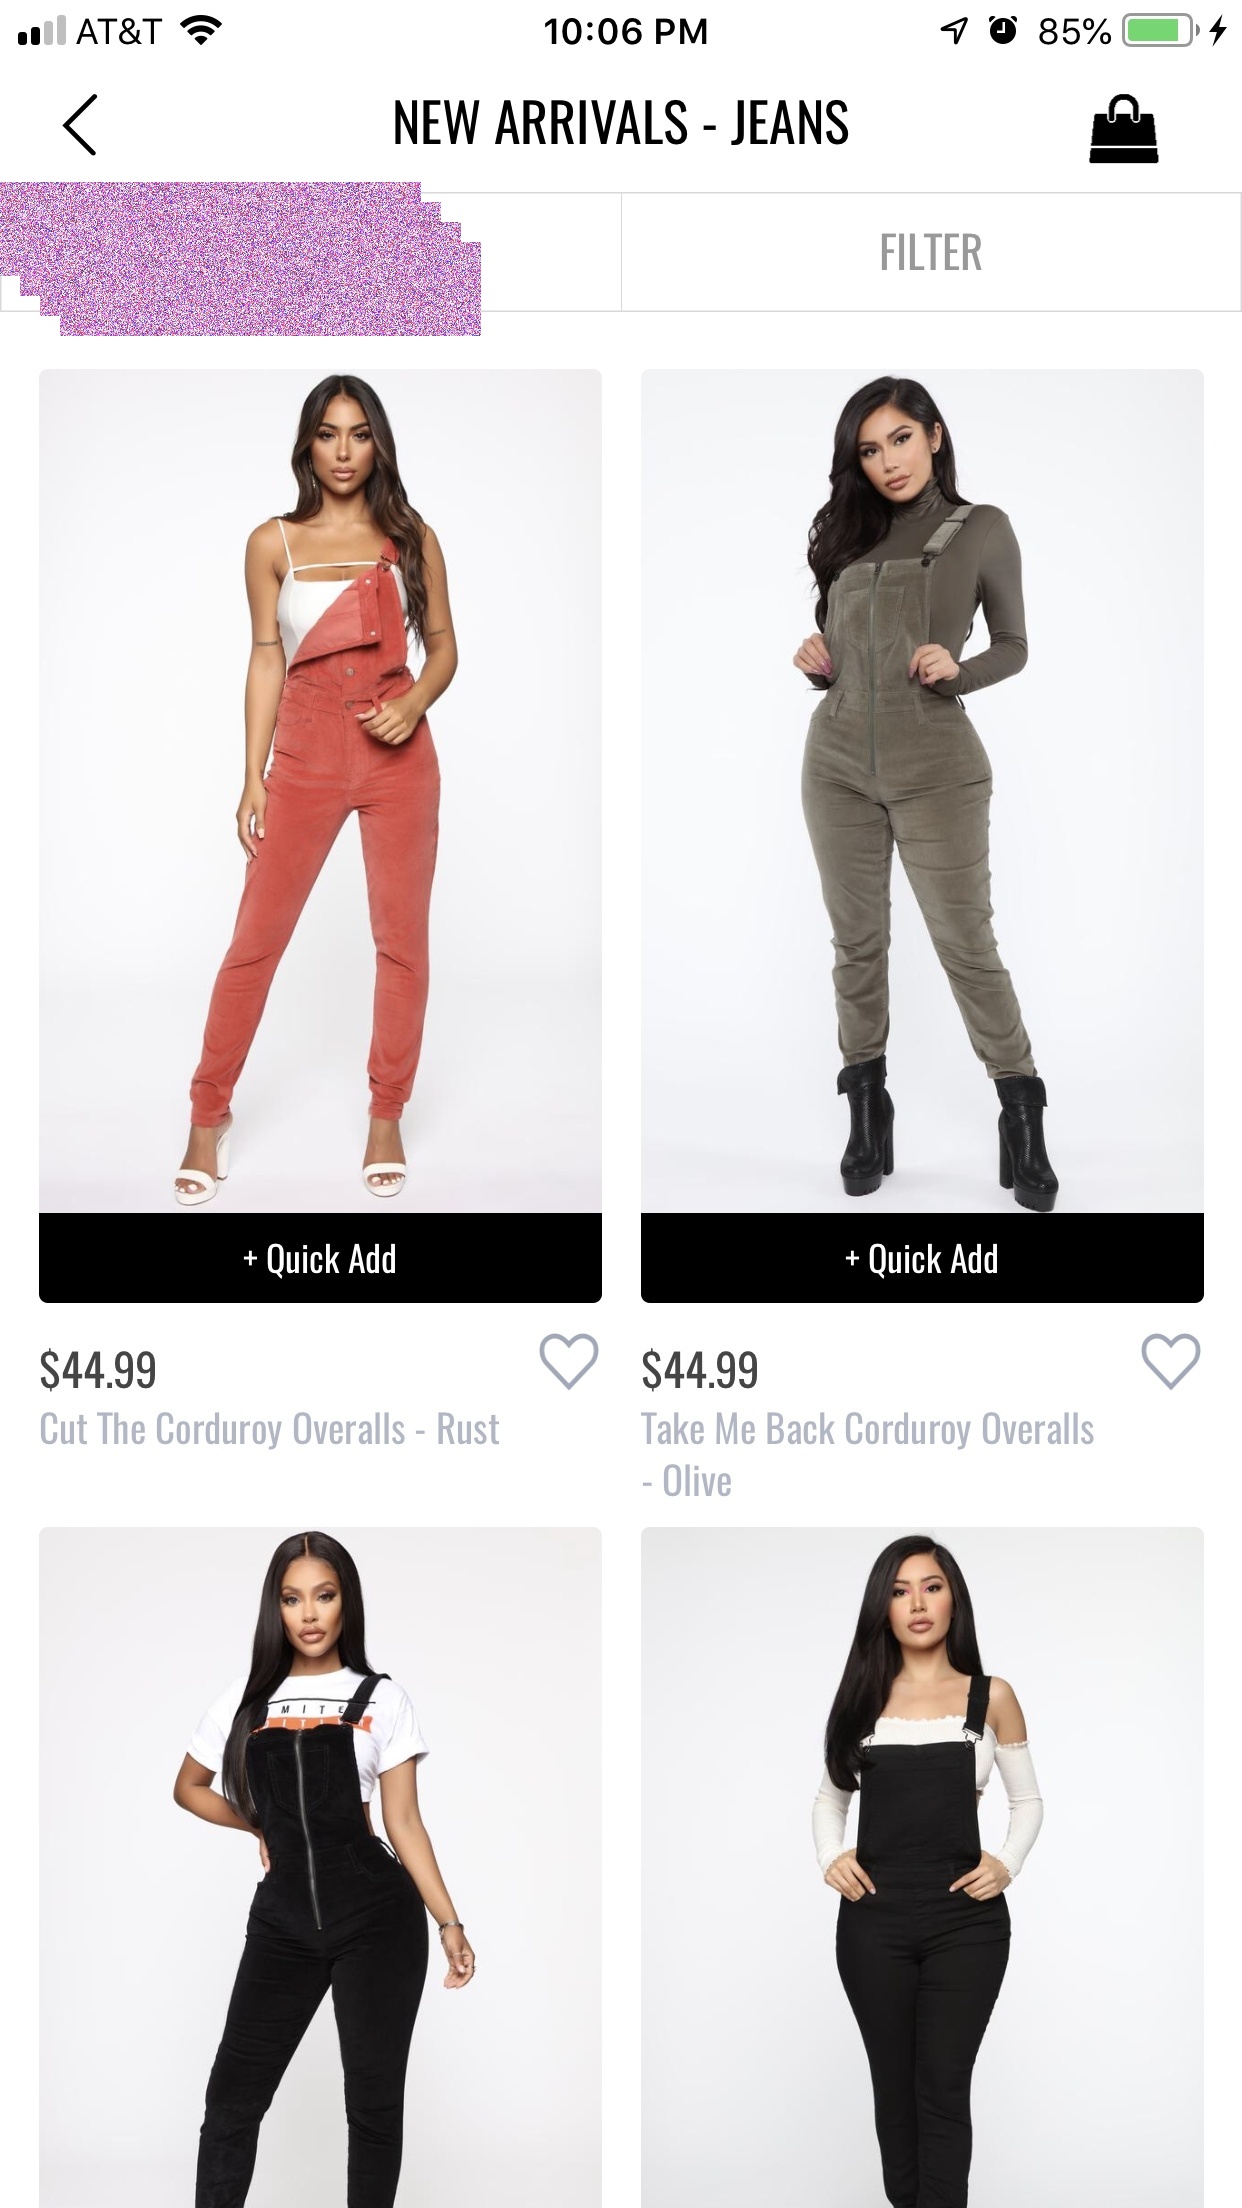 AT&T 10:06 PM 85%
NEW ARRIVALS - JEANS
FILTER
+ Quick Add + Quick Add
$44.99 $44.99
Cut The Corduroy Overalls - Rust Take Me Back Corduroy Overalls
- Olive
MITE